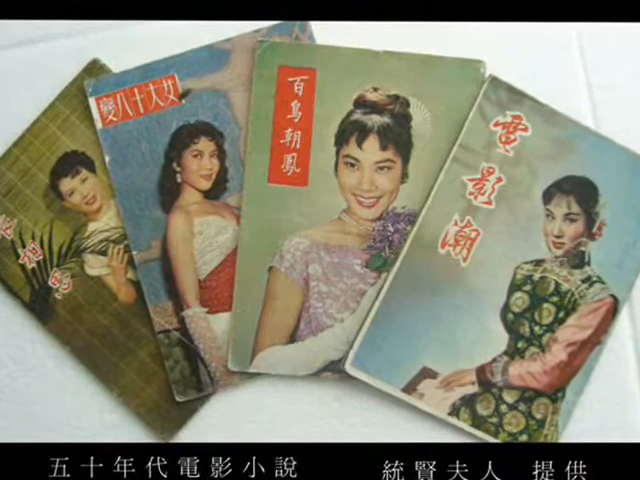 女大十八變
百鳥朝鳳
電影潮
五十年代電影小說
統賢夫人 提供